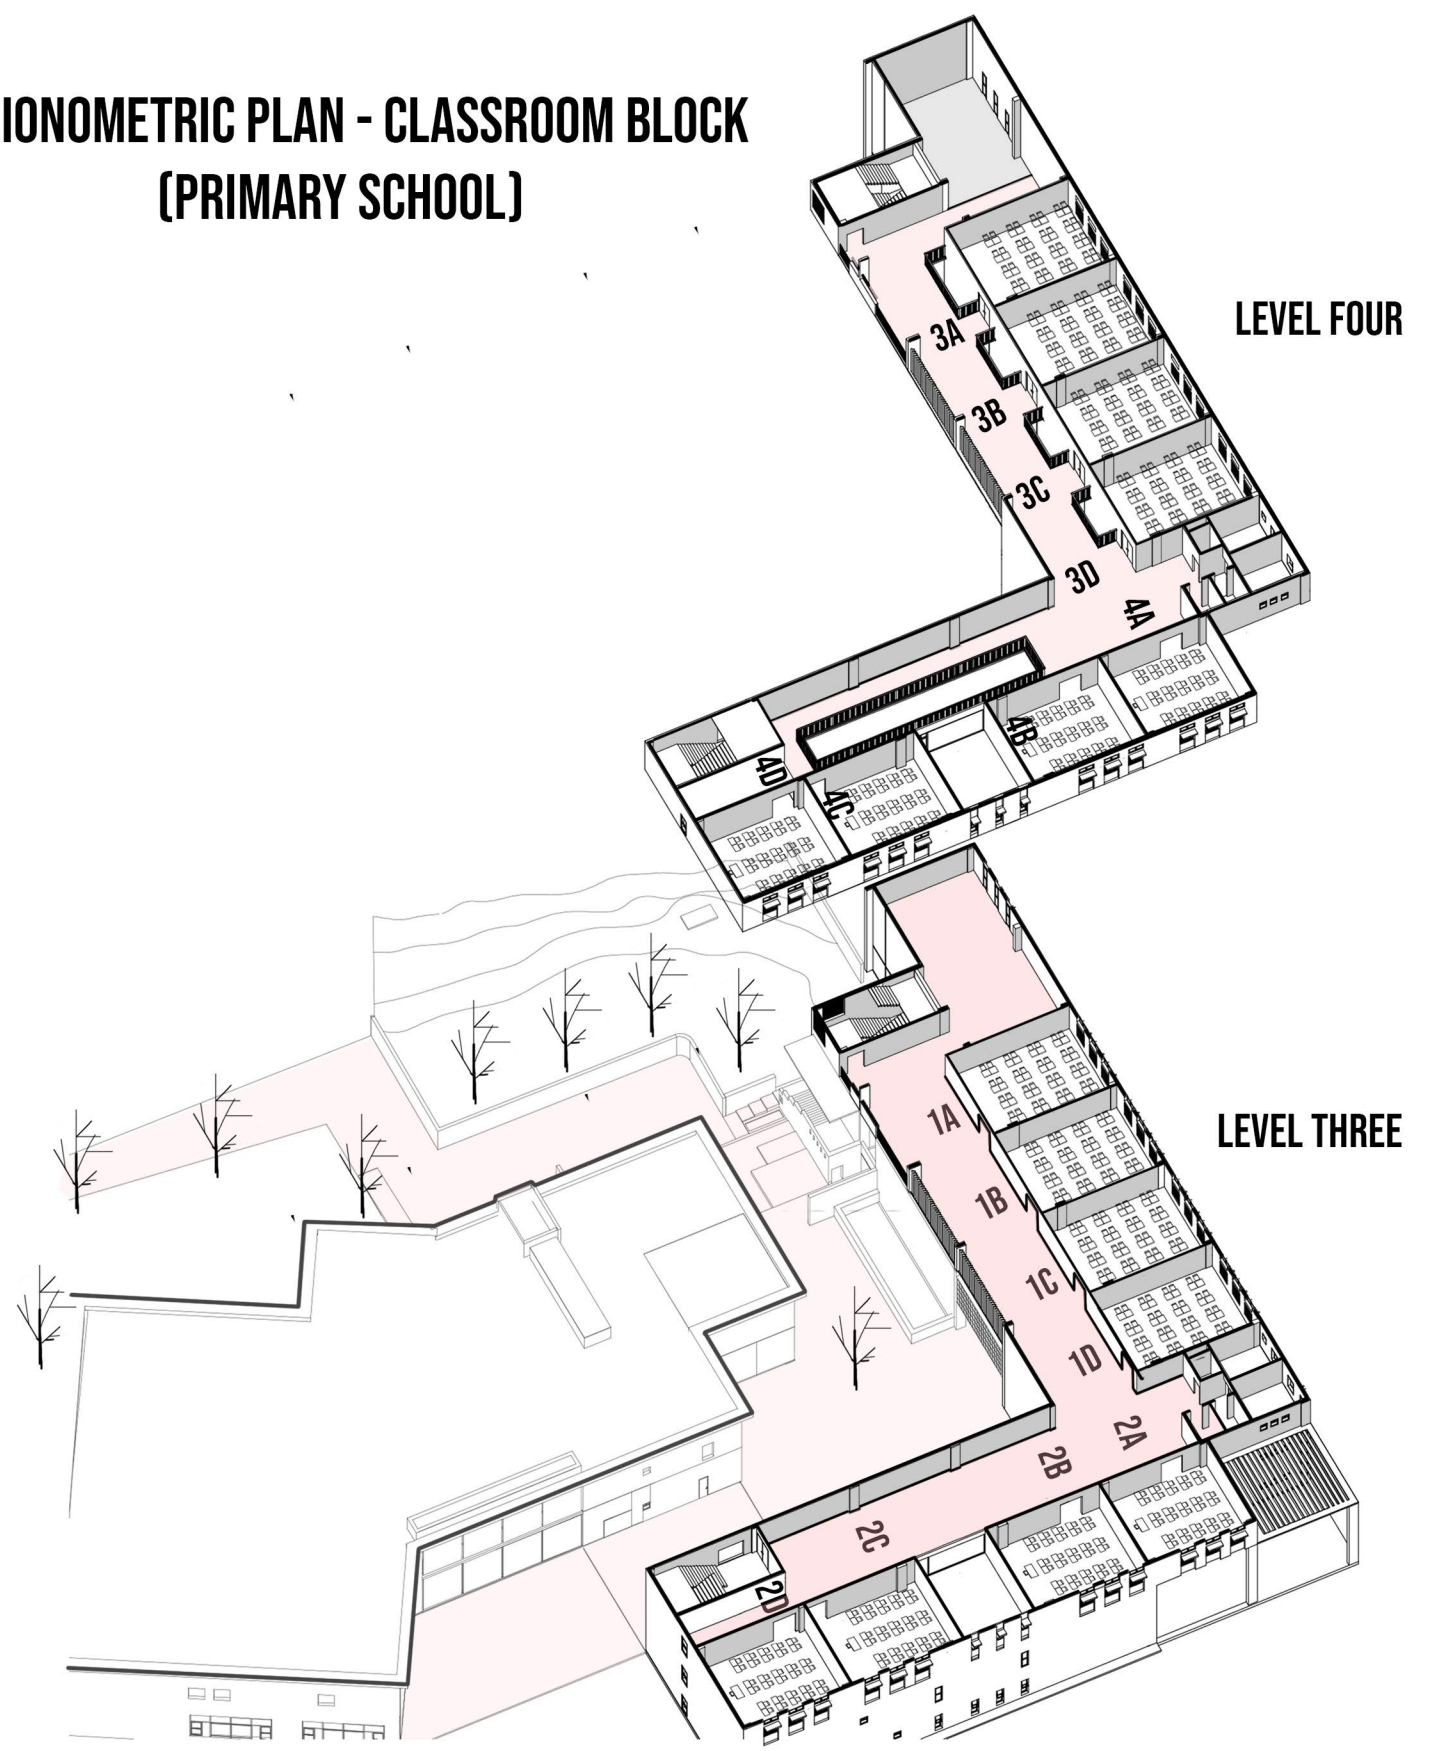 IONOMETRIC PLAN - CLASSROOM BLOCK
(PRIMARY SCHOOL)
LEVEL FOUR
3A
3B
3C
3D
4A
4B
4D
4C
LEVEL THREE
1A
1B
1C
1D
2A
2B
2C
2D